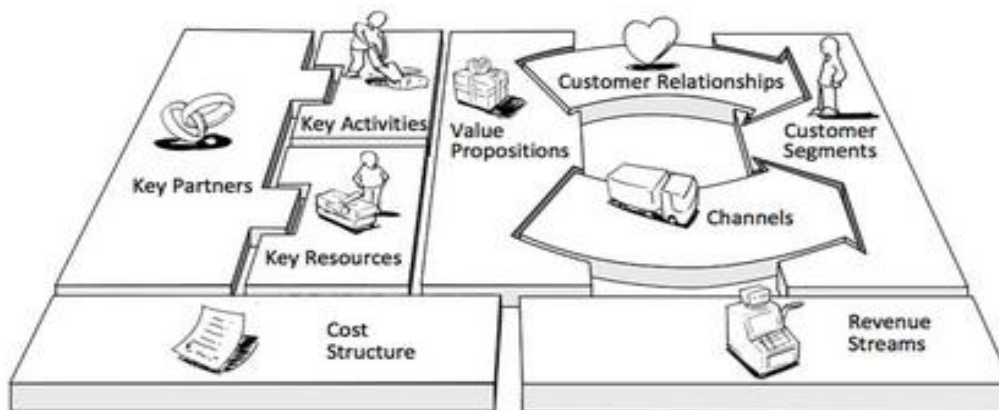 Customer Relationships
Key Activities
Value
Propositions
Customer
Segments
Key Partners
Channels
Key Resources
Cost
Structure
Revenue
Streams